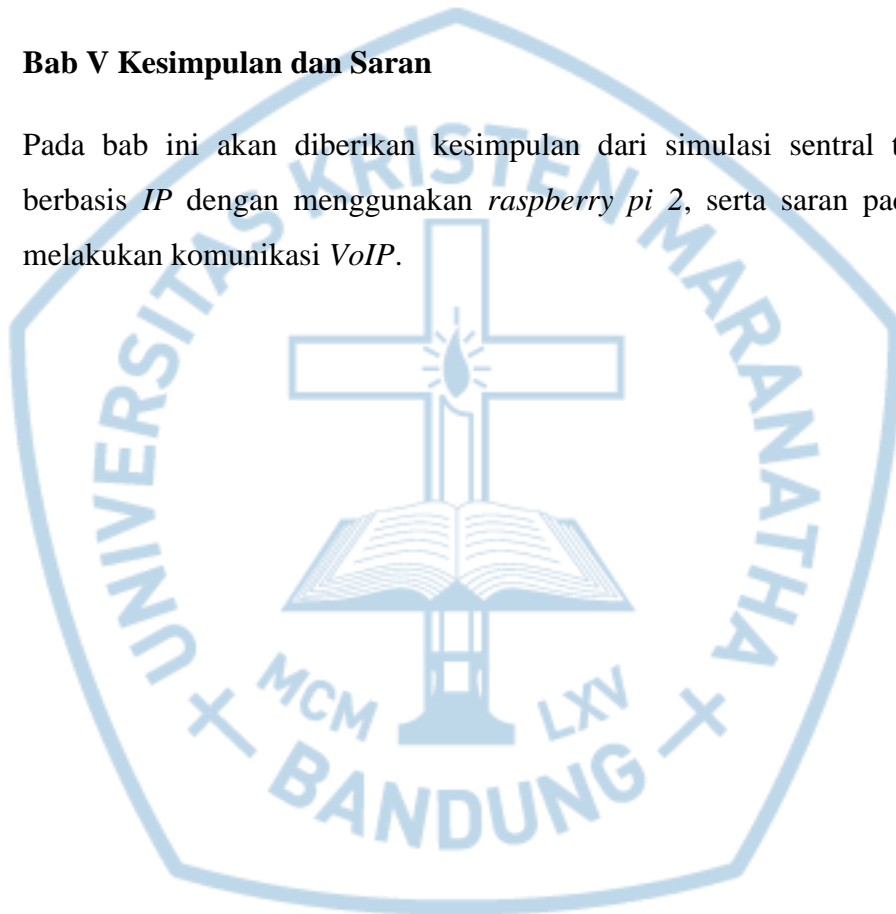 Bab V Kesimpulan dan Saran
Pada bab ini akan diberikan kesimpulan dari simulasi sentral
berbasis IP dengan menggunakan raspberry pi 2, serta saran
melakukan komunikasi VoIP.
UNIVERSITAS KRISTEN MARANATHA
MCM LXV
BANDUNG